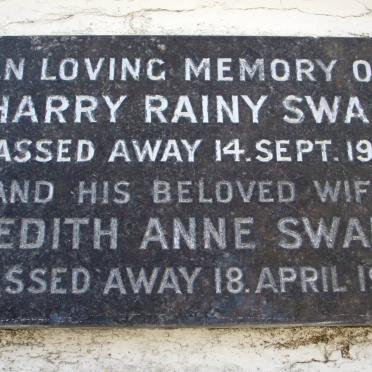 IN LOVING MEMORY O
HARRY RAINY SWA
ASSED AWAY 14. SEPT. 19
AND HIS BELOVED WIF
EDITH ANNE SWA
SSED AWAY 18. APRIL 19